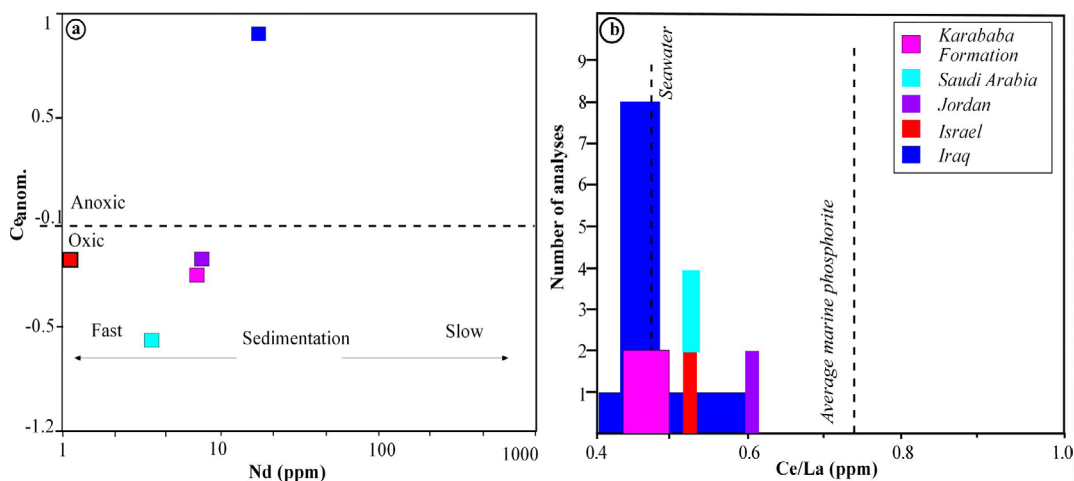 a
1
0.5
-0.1
-0.5
-1.2
Ce anom.
Anoxic
Oxic
Fast
Sedimentation
Slow
1
10
100
1000
Nd (ppm)
b
9
8
7
6
5
4
3
2
1
Number of analyses
Seawater
Average marine phosphorite
Karababa
Formation
Saudi Arabia
Jordan
Israel
Iraq
0.4
0.6
0.8
1.0
Ce/La (ppm)